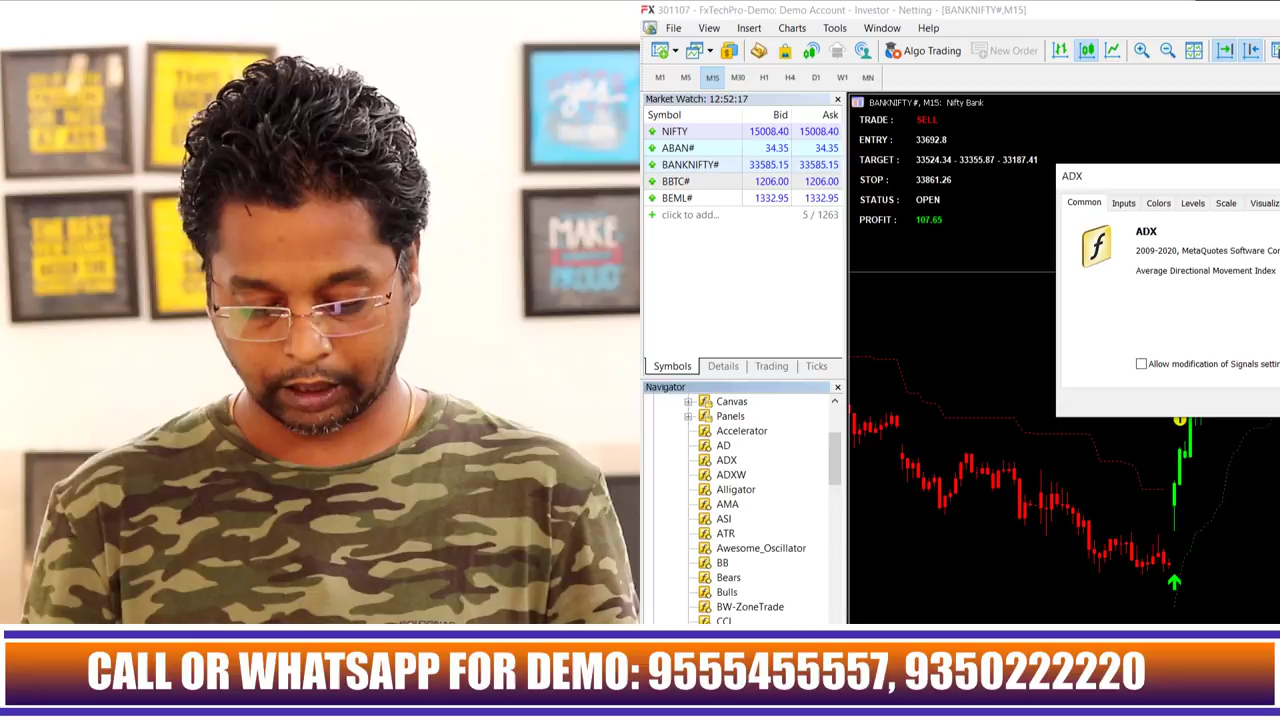 301107 - FxTechPro-Demo: Demo Account - Investor - Netting - [BANKNIFTY#,M15]
File View Insert Charts Tools Window Help
Algo Trading New Order
M1 M5 M15 M30 H1 H4 D1 W1 MN
Market Watch: 12:52:17
Symbol Bid Ask
NIFTY 15008.40 15008.40
ABAN# 34.35 34.35
BANKNIFTY# 33585.15 33585.15
BBTC# 1206.00 1206.00
BEML# 1332.95 1332.95
click to add... 5 / 1263
Symbols Details Trading Ticks
Navigator
Canvas
Panels
Accelerator
AD
ADX
ADXW
Alligator
AMA
ASI
ATR
Awesome_Oscillator
BB
Bears
Bulls
BW-ZoneTrade
CCI
BANKNIFTY#, M15: Nifty Bank
TRADE : SELL
ENTRY : 33692.8
TARGET : 33524.34 - 33355.87 - 33187.41
STOP : 33861.26
STATUS : OPEN
PROFIT : 107.65
ADX
Common Inputs Colors Levels Scale Visualiz
ADX
2009-2020, MetaQuotes Software Cor
Average Directional Movement Index
Allow modification of Signals settin
MAKE
PROUD
CALL OR WHATSAPP FOR DEMO: 9555455557, 9350222220